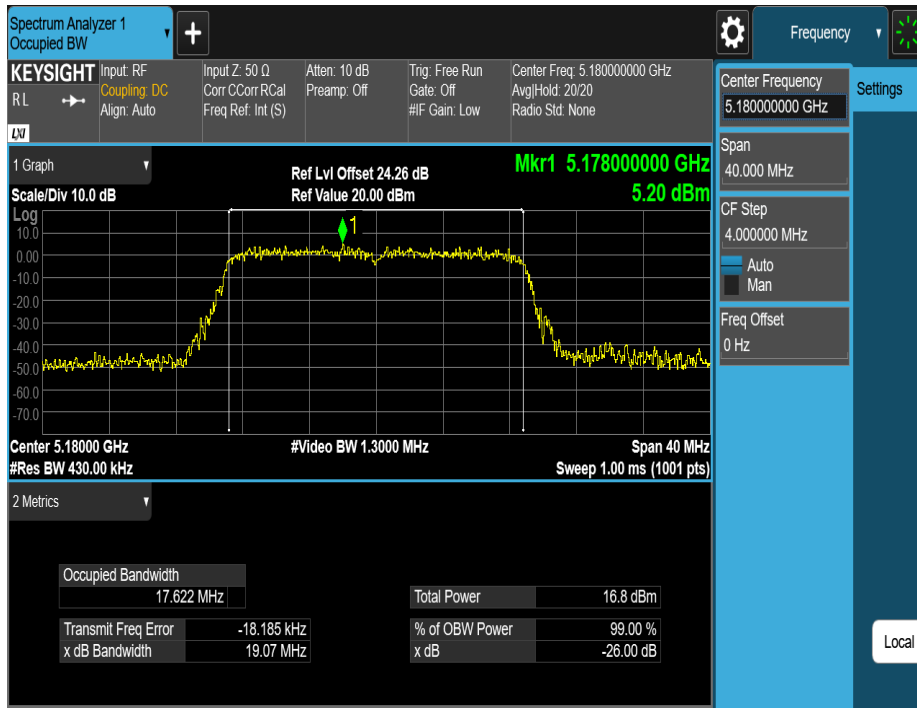 Spectrum Analyzer 1
Occupied BW
Frequency
KEYSIGHT
R L
LXI
Input: RF
Coupling: DC
Align: Auto
Input Z: 50 Ω
Corr CCorr RCal
Freq Ref: Int (S)
Atten: 10 dB
Preamp: Off
Trig: Free Run
Gate: Off
#IF Gain: Low
Center Freq: 5.180000000 GHz
Avg|Hold: 20/20
Radio Std: None
Center Frequency
5.180000000 GHz
Settings
Span
40.000 MHz
CF Step
4.000000 MHz
Auto
Man
Freq Offset
0 Hz
Local
1 Graph
Ref Lvl Offset 24.26 dB
Mkr1 5.178000000 GHz
Scale/Div 10.0 dB
Ref Value 20.00 dBm
5.20 dBm
Log
1
10.0
0.00
-10.0
-20.0
-30.0
-40.0
-50.0
-60.0
-70.0
Center 5.18000 GHz
#Video BW 1.3000 MHz
Span 40 MHz
#Res BW 430.00 kHz
Sweep 1.00 ms (1001 pts)
2 Metrics
Occupied Bandwidth
17.622 MHz
Total Power 16.8 dBm
Transmit Freq Error -18.185 kHz
% of OBW Power 99.00 %
x dB Bandwidth 19.07 MHz
x dB -26.00 dB